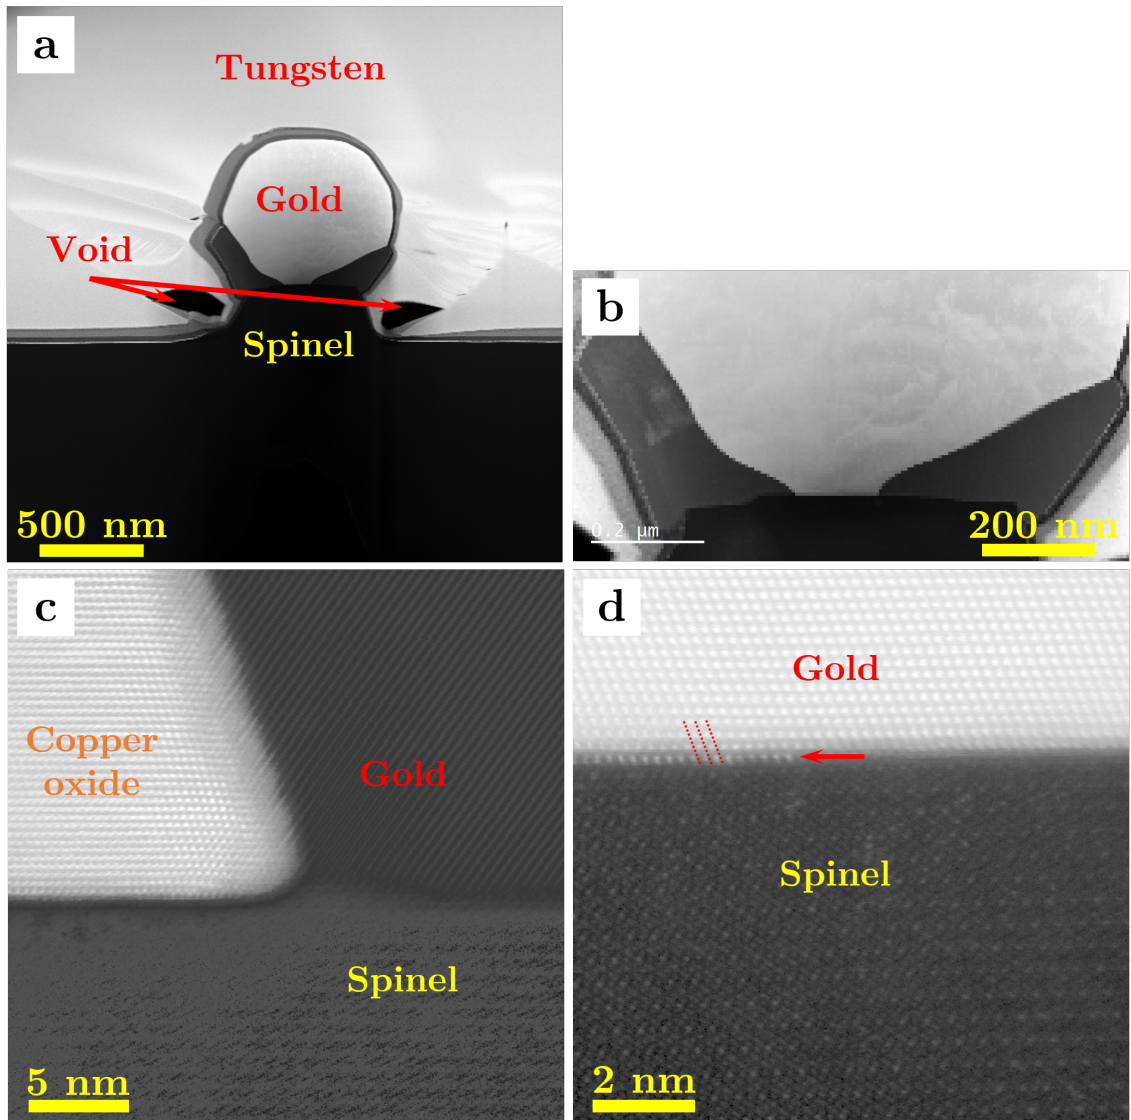 a
Tungsten
Gold
Void
Spinel
500 nm
b
0.2 µm
200 nm
c
Copper
oxide
Gold
Spinel
5 nm
d
Gold
Spinel
2 nm